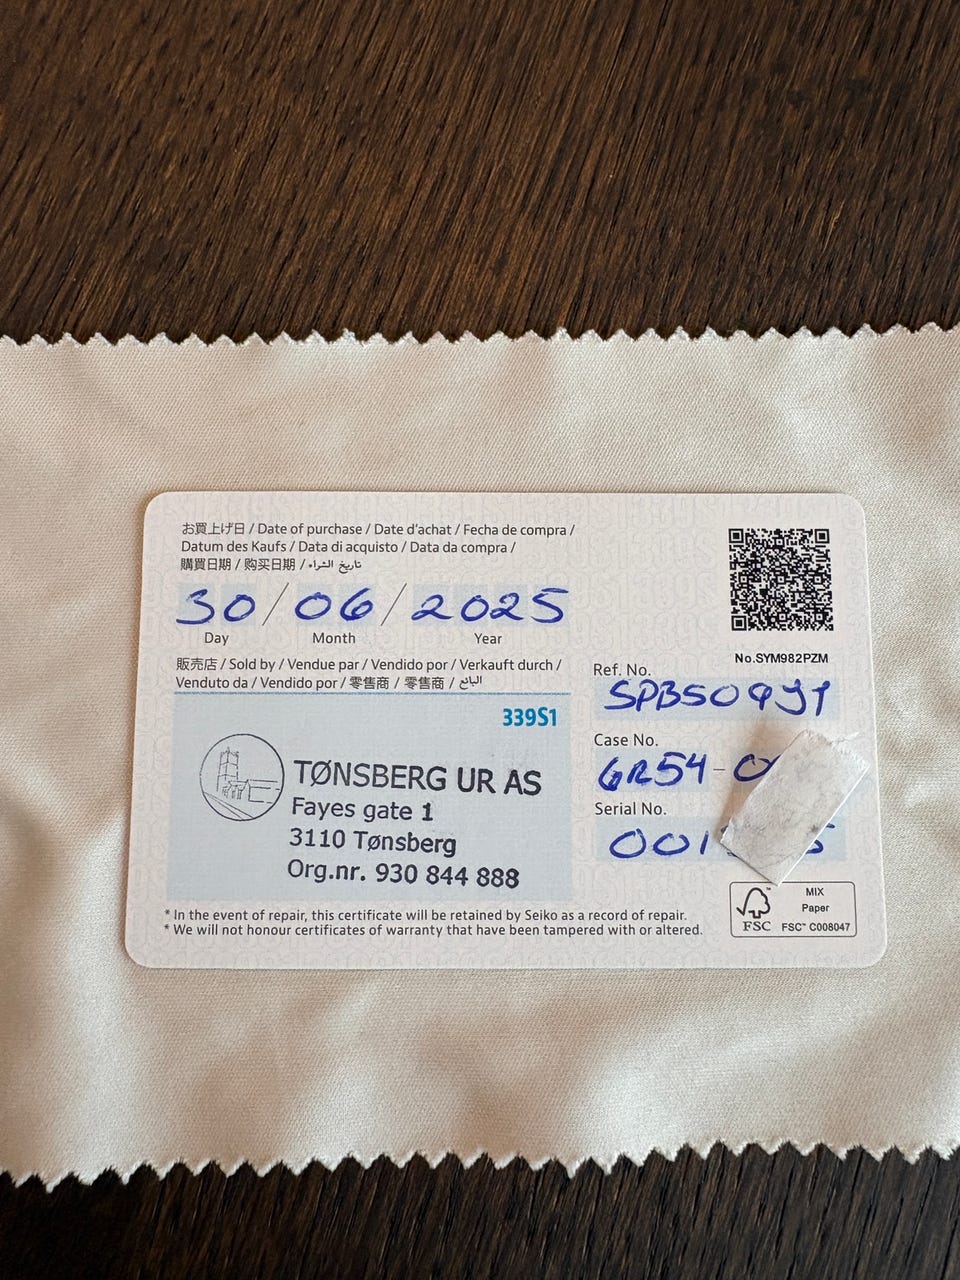 お買上げ日 / Date of purchase / Date d'achat / Fecha de compra /
Datum des Kaufs / Data di acquisto / Data da compra /
購買日期 / 购买日期 / تاريخ الشراء
30 / 06 / 2025
Day Month Year
販売店 / Sold by / Vendue par / Vendido por / Verkauft durch /
Venduto da / Vendido por / 零售商 / 零售商 / البائع
339S1
TØNSBERG UR AS
Fayes gate 1
3110 Tønsberg
Org.nr. 930 844 888
No.SYM982PZM
Ref. No.
SPB509J1
Case No.
6R54-0
Serial No.
001
5
* In the event of repair, this certificate will be retained by Seiko as a record of repair.
* We will not honour certificates of warranty that have been tampered with or altered.
FSC™
MIX
Paper
FSC™ C008047